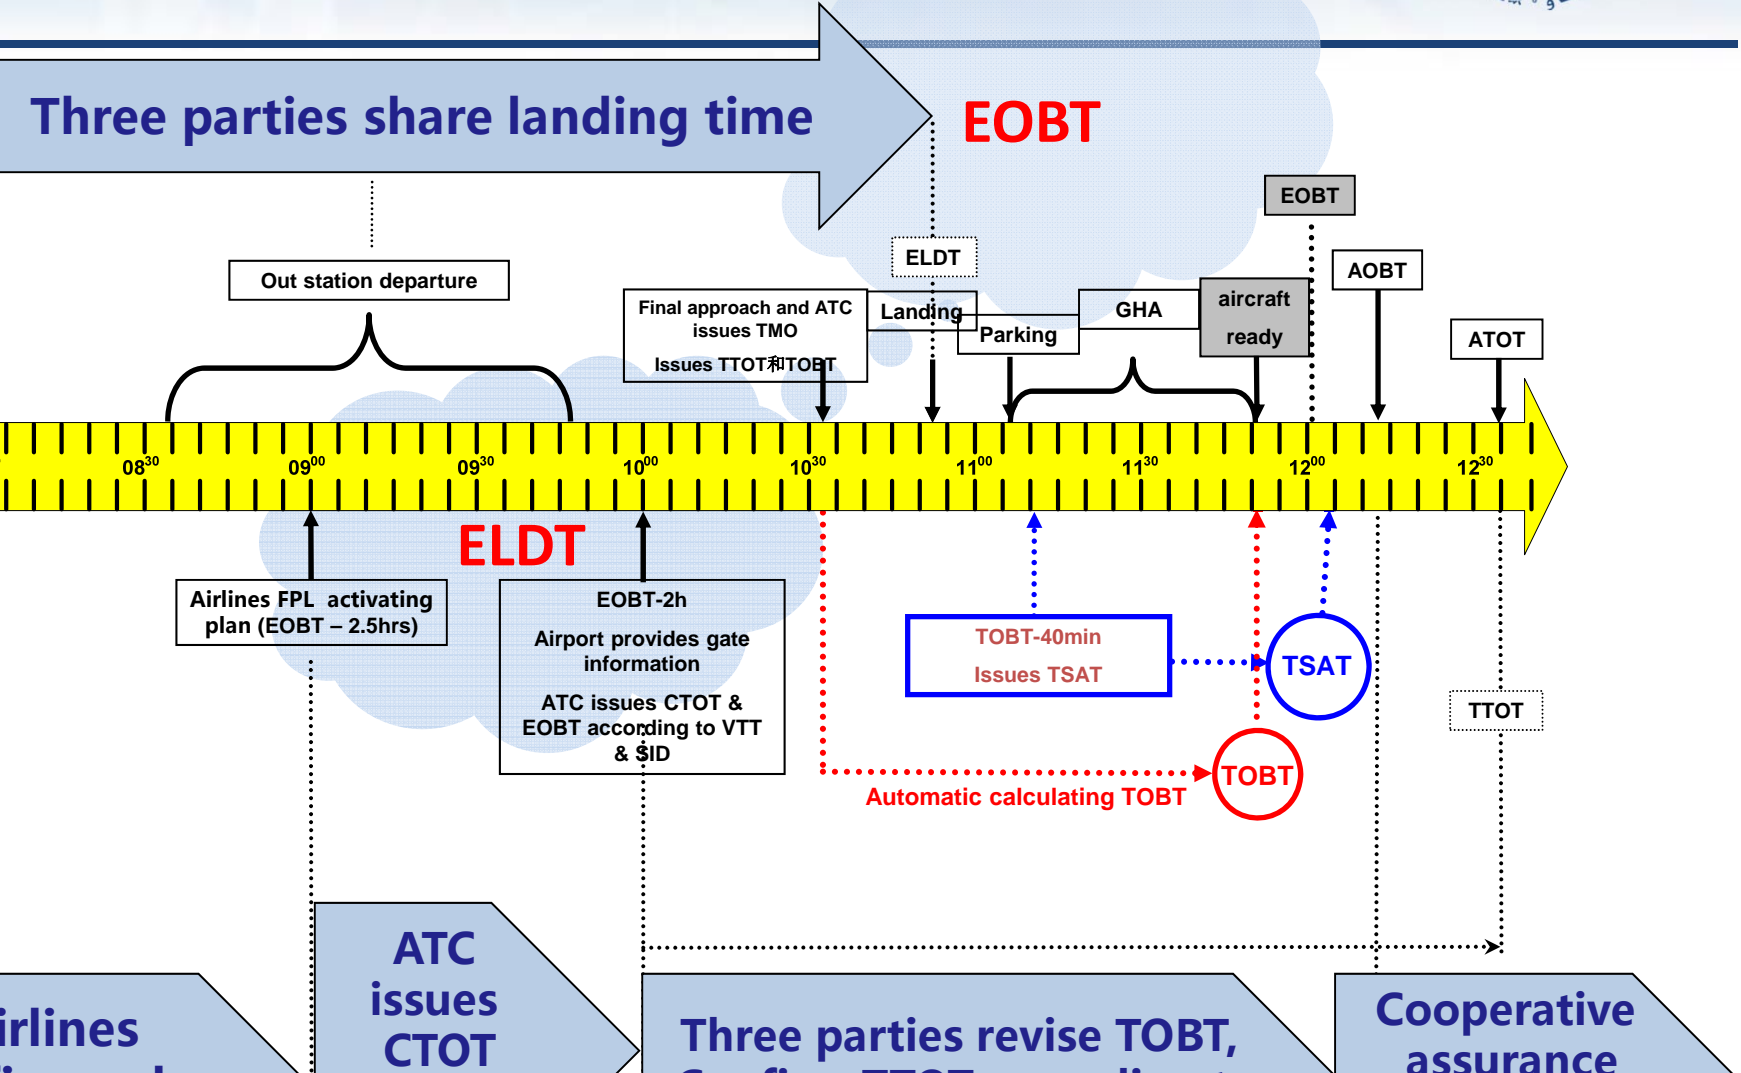 Three parties share landing time
EOBT
EOBT
ELDT
AOBT
Out station departure
Final approach and ATC
issues TMO
Issues TTOT和TOBT
Landing
Parking
GHA
aircraft
ready
ATOT
08³⁰
09⁰⁰
09³⁰
10⁰⁰
10³⁰
11⁰⁰
11³⁰
12⁰⁰
12³⁰
ELDT
Airlines FPL activating
plan (EOBT – 2.5hrs)
EOBT-2h
Airport provides gate
information
ATC issues CTOT &
EOBT according to VTT
& SID
TOBT-40min
Issues TSAT
TSAT
TTOT
TOBT
Automatic calculating TOBT
ATC
issues
CTOT
Three parties revise TOBT,
Cooperative
assurance